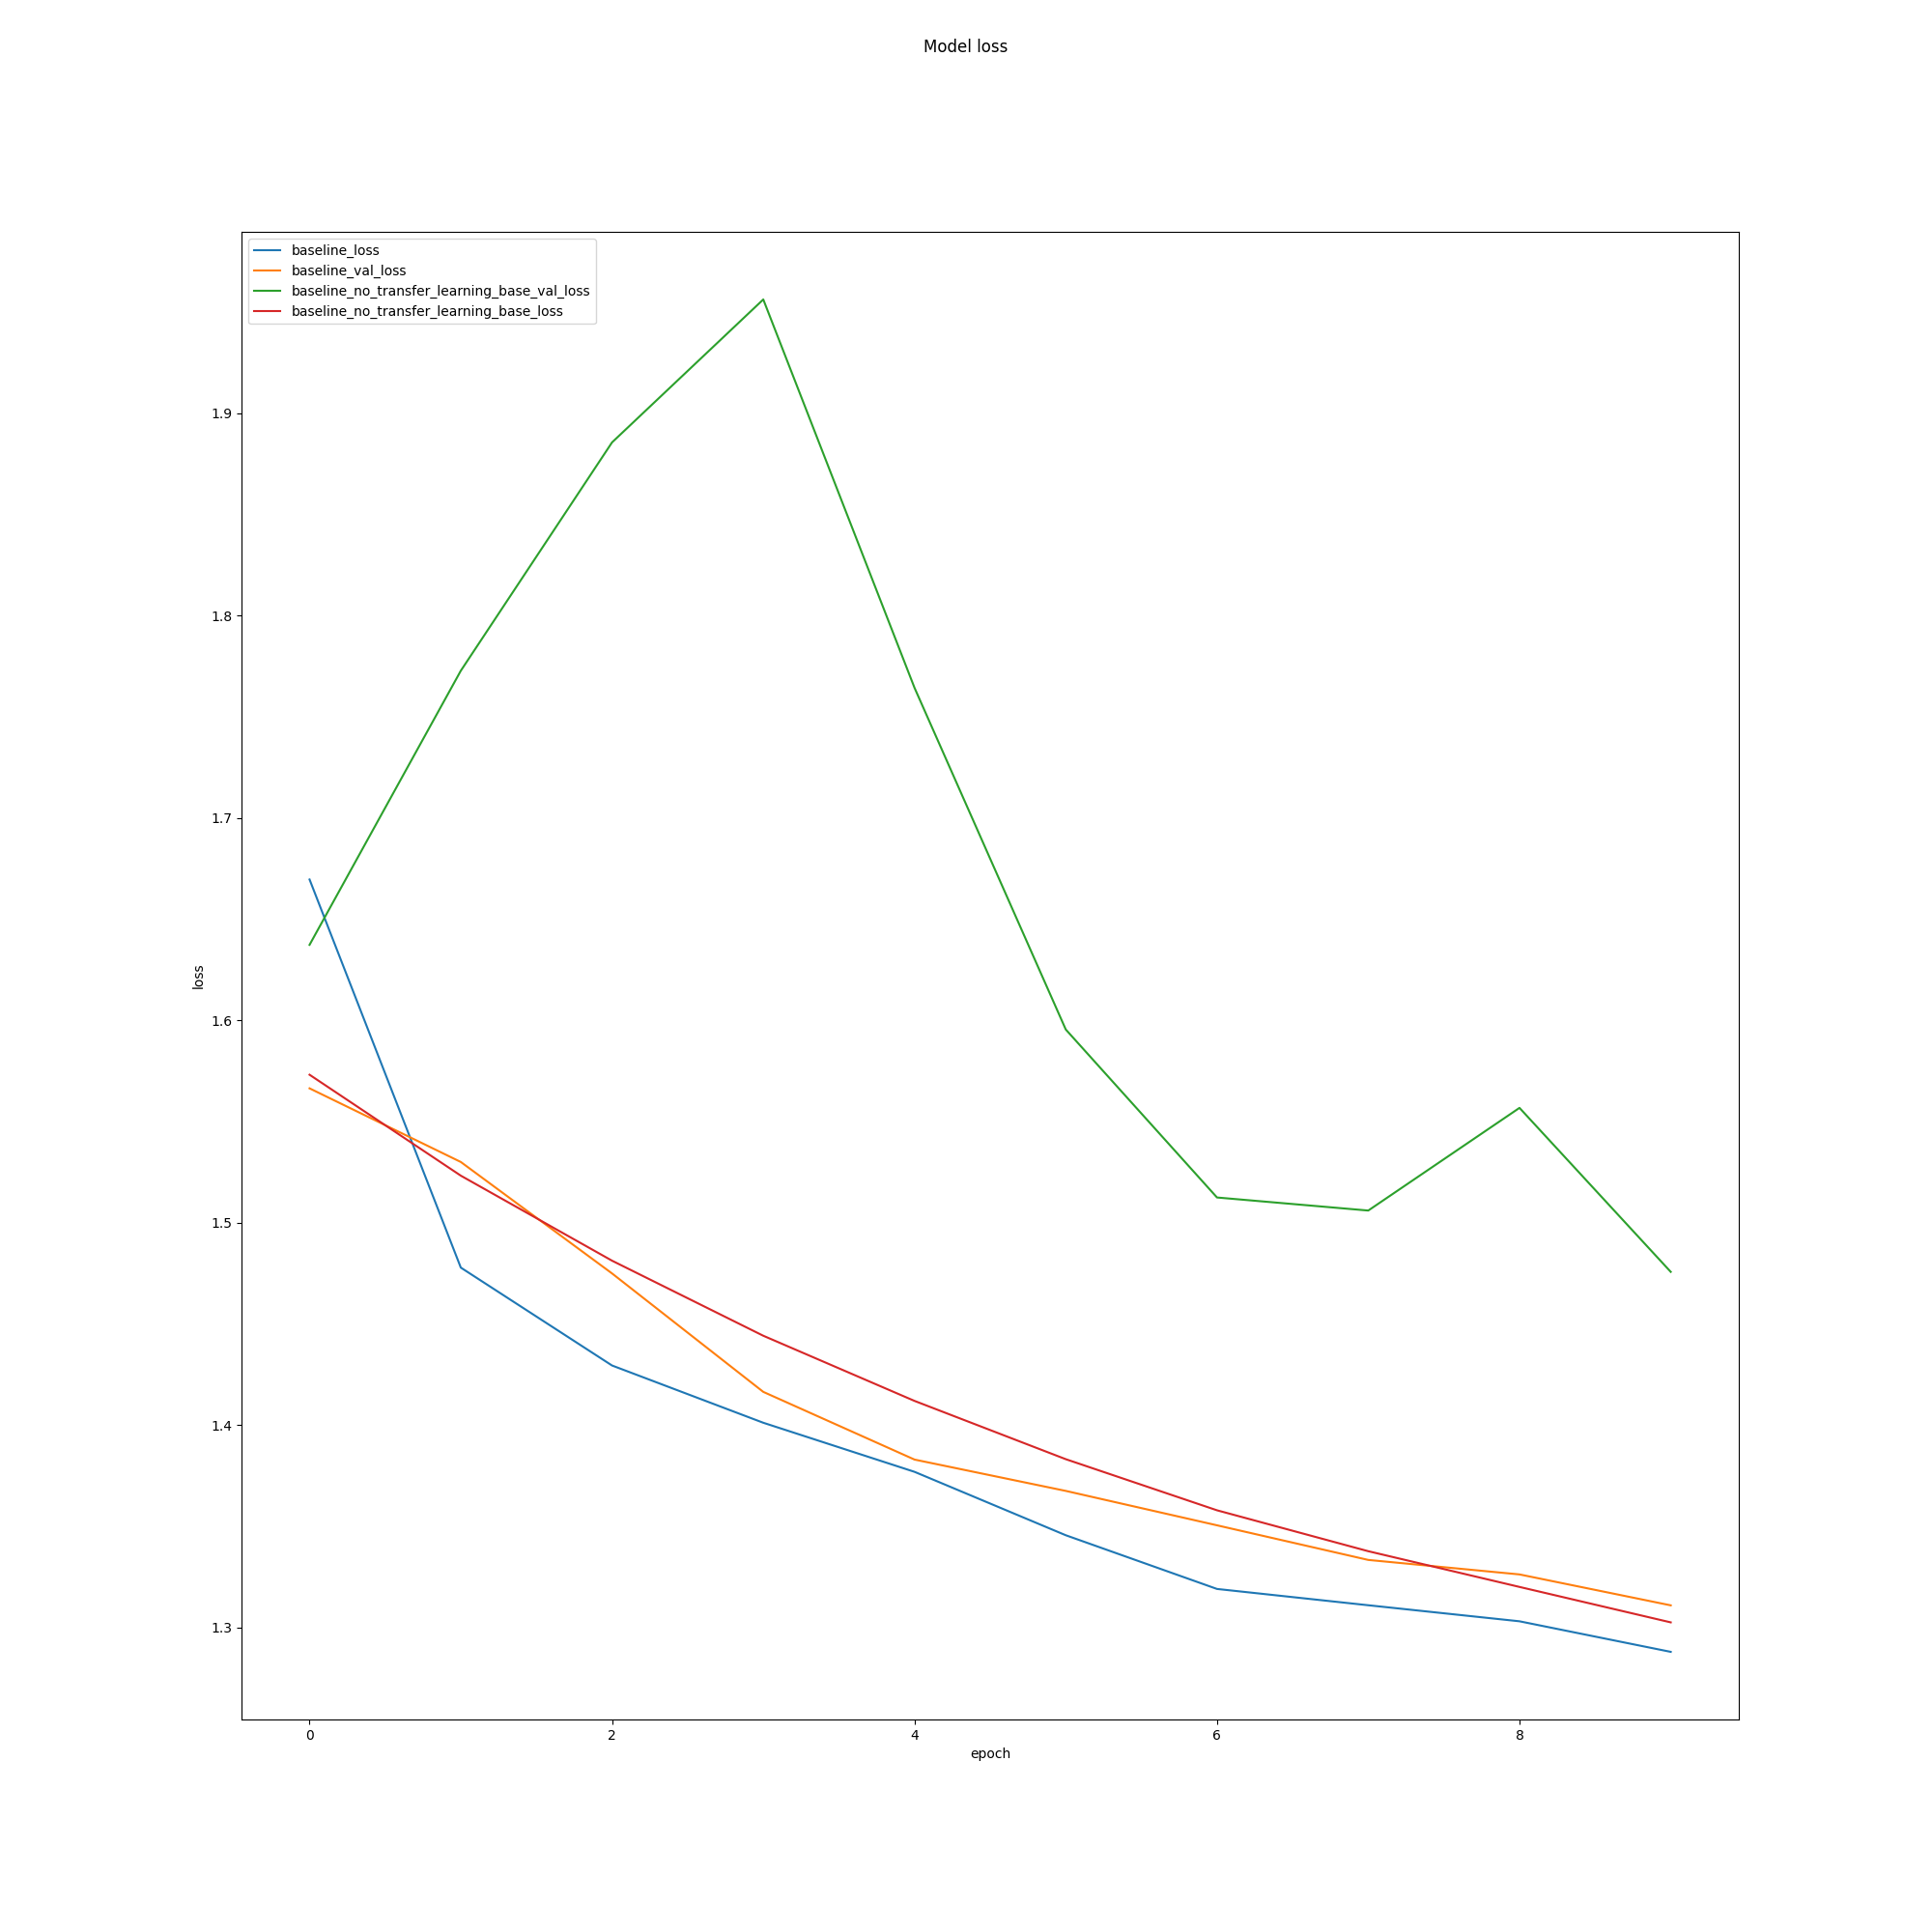 Model loss
baseline_loss
baseline_val_loss
baseline_no_transfer_learning_base_val_loss
baseline_no_transfer_learning_base_loss
1.9
1.8
1.7
1.6
1.5
1.4
1.3
loss
0 2 4 6 8
epoch